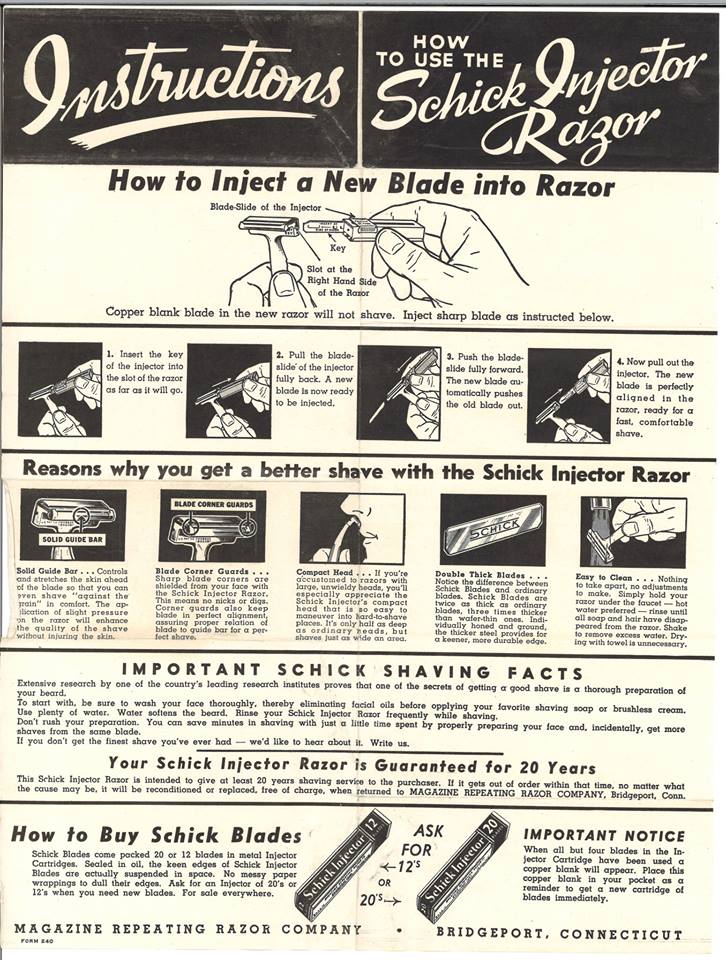 Instructions
HOW
TO USE THE
Schick Injector
Razor
How to Inject a New Blade into Razor
Blade-Slide of the Injector
Key
Slot at the
Right Hand Side
of the Razor
Copper blank blade in the new razor will not shave. Inject sharp blade as instructed below.
1. Insert the key
of the injector into
the slot of the razor
as far as it will go.
2. Pull the blade-
slide of the injector
fully back. A new
blade is now ready
to be injected.
3. Push the blade-
slide fully forward.
The new blade au-
tomatically pushes
the old blade out.
4. Now pull out the
injector. The new
blade is perfectly
aligned in the
razor, ready for a
fast, comfortable
shave.
Reasons why you get a better shave with the Schick Injector Razor
SOLID GUIDE BAR
Solid Guide Bar . . . Controls
and stretches the skin ahead
of the blade so that you can
even shave "against the
grain" in comfort. The ap-
plication of slight pressure
on the razor will enhance
the quality of the shave
without injuring the skin.
BLADE CORNER GUARDS
Blade Corner Guards . . .
Sharp blade corners are
shielded from your face with
the Schick Injector Razor.
This means no nicks or digs.
Corner guards also keep
blade in perfect alignment,
assuring proper relation of
blade to guide bar for a per-
fect shave.
Compact Head . . . If you're
accustomed to razors with
large, unwieldy heads, you'll
especially appreciate the
Schick Injector's compact
head that is so easy to
maneuver into hard-to-shave
places. It's only half as deep
as ordinary heads, but
shaves just as wide an area.
SCHICK
Double Thick Blades . . .
Notice the difference between
Schick Blades and ordinary
blades. Schick Blades are
twice as thick as ordinary
blades, three times thicker
than wafer-thin ones. Indi-
vidually honed and ground,
the thicker steel provides for
a keener, more durable edge.
Easy to Clean . . . Nothing
to take apart, no adjustments
to make. Simply hold your
razor under the faucet — hot
water preferred — rinse until
all soap and hair have disap-
peared from the razor. Shake
to remove excess water. Dry-
ing with towel is unnecessary.
IMPORTANT SCHICK SHAVING FACTS
Extensive research by one of the country's leading research institutes proves that one of the secrets of getting a good shave is a thorough preparation of
your beard.
To start with, be sure to wash your face thoroughly, thereby eliminating facial oils before applying your favorite shaving soap or brushless cream.
Use plenty of water. Water softens the beard. Rinse your Schick Injector Razor frequently while shaving.
Don't rush your preparation. You can save minutes in shaving with just a little time spent by properly preparing your face and, incidentally, get more
shaves from the same blade.
If you don't get the finest shave you've ever had — we'd like to hear about it. Write us.
Your Schick Injector Razor is Guaranteed for 20 Years
This Schick Injector Razor is intended to give at least 20 years shaving service to the purchaser. If it gets out of order within that time, no matter what
the cause may be, it will be reconditioned or replaced, free of charge, when returned to MAGAZINE REPEATING RAZOR COMPANY, Bridgeport, Conn.
How to Buy Schick Blades
Schick Blades come packed 20 or 12 blades in metal Injector
Cartridges. Sealed in oil, the keen edges of Schick Injector
Blades are actually suspended in space. No messy paper
wrappings to dull their edges. Ask for an Injector of 20's or
12's when you need new blades. For sale everywhere.
Schick Injector 12
ASK
FOR
←12'S
OR
20'S→
Schick Injector 20
IMPORTANT NOTICE
When all but four blades in the In-
jector Cartridge have been used a
copper blank will appear. Place this
copper blank in your pocket as a
reminder to get a new cartridge of
blades immediately.
MAGAZINE REPEATING RAZOR COMPANY • BRIDGEPORT, CONNECTICUT
FORM 240